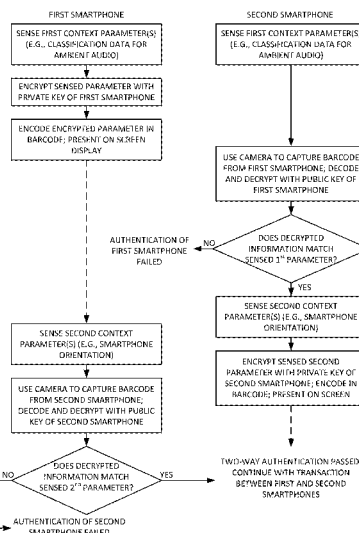 FIRST SMARTPHONE
SENSE FIRST CONTEXT PARAMETER(S)
(E.G., CLASSIFICATION DATA FOR
AMBIENT AUDIO)
ENCRYPT SENSED PARAMETER WITH
PRIVATE KEY OF FIRST SMARTPHONE
ENCODE ENCRYPTED PARAMETER IN
BARCODE; PRESENT ON SCREEN
DISPLAY
SENSE SECOND CONTEXT
PARAMETER(S) (E.G., SMARTPHONE
ORIENTATION)
USE CAMERA TO CAPTURE BARCODE
FROM SECOND SMARTPHONE;
DECODE AND DECRYPT WITH PUBLIC
KEY OF SECOND SMARTPHONE
NO
DOES DECRYPTED
INFORMATION MATCH
SENSED 2ND PARAMETER?
YES
AUTHENTICATION OF SECOND
SMARTPHONE FAILED
SECOND SMARTPHONE
SENSE FIRST CONTEXT PARAMETER(S)
(E.G., CLASSIFICATION DATA FOR
AMBIENT AUDIO)
USE CAMERA TO CAPTURE BARCODE
FROM FIRST SMARTPHONE; DECODE
AND DECRYPT WITH PUBLIC KEY OF
FIRST SMARTPHONE
AUTHENTICATION OF
FIRST SMARTPHONE
FAILED
NO
DOES DECRYPTED
INFORMATION MATCH
SENSED 1ST PARAMETER?
YES
SENSE SECOND CONTEXT
PARAMETER(S) (E.G., SMARTPHONE
ORIENTATION)
ENCRYPT SENSED SECOND
PARAMETER WITH PRIVATE KEY OF
SECOND SMARTPHONE; ENCODE IN
BARCODE; PRESENT ON SCREEN
TWO-WAY AUTHENTICATION PASSED
CONTINUE WITH TRANSACTION
BETWEEN FIRST AND SECOND
SMARTPHONES